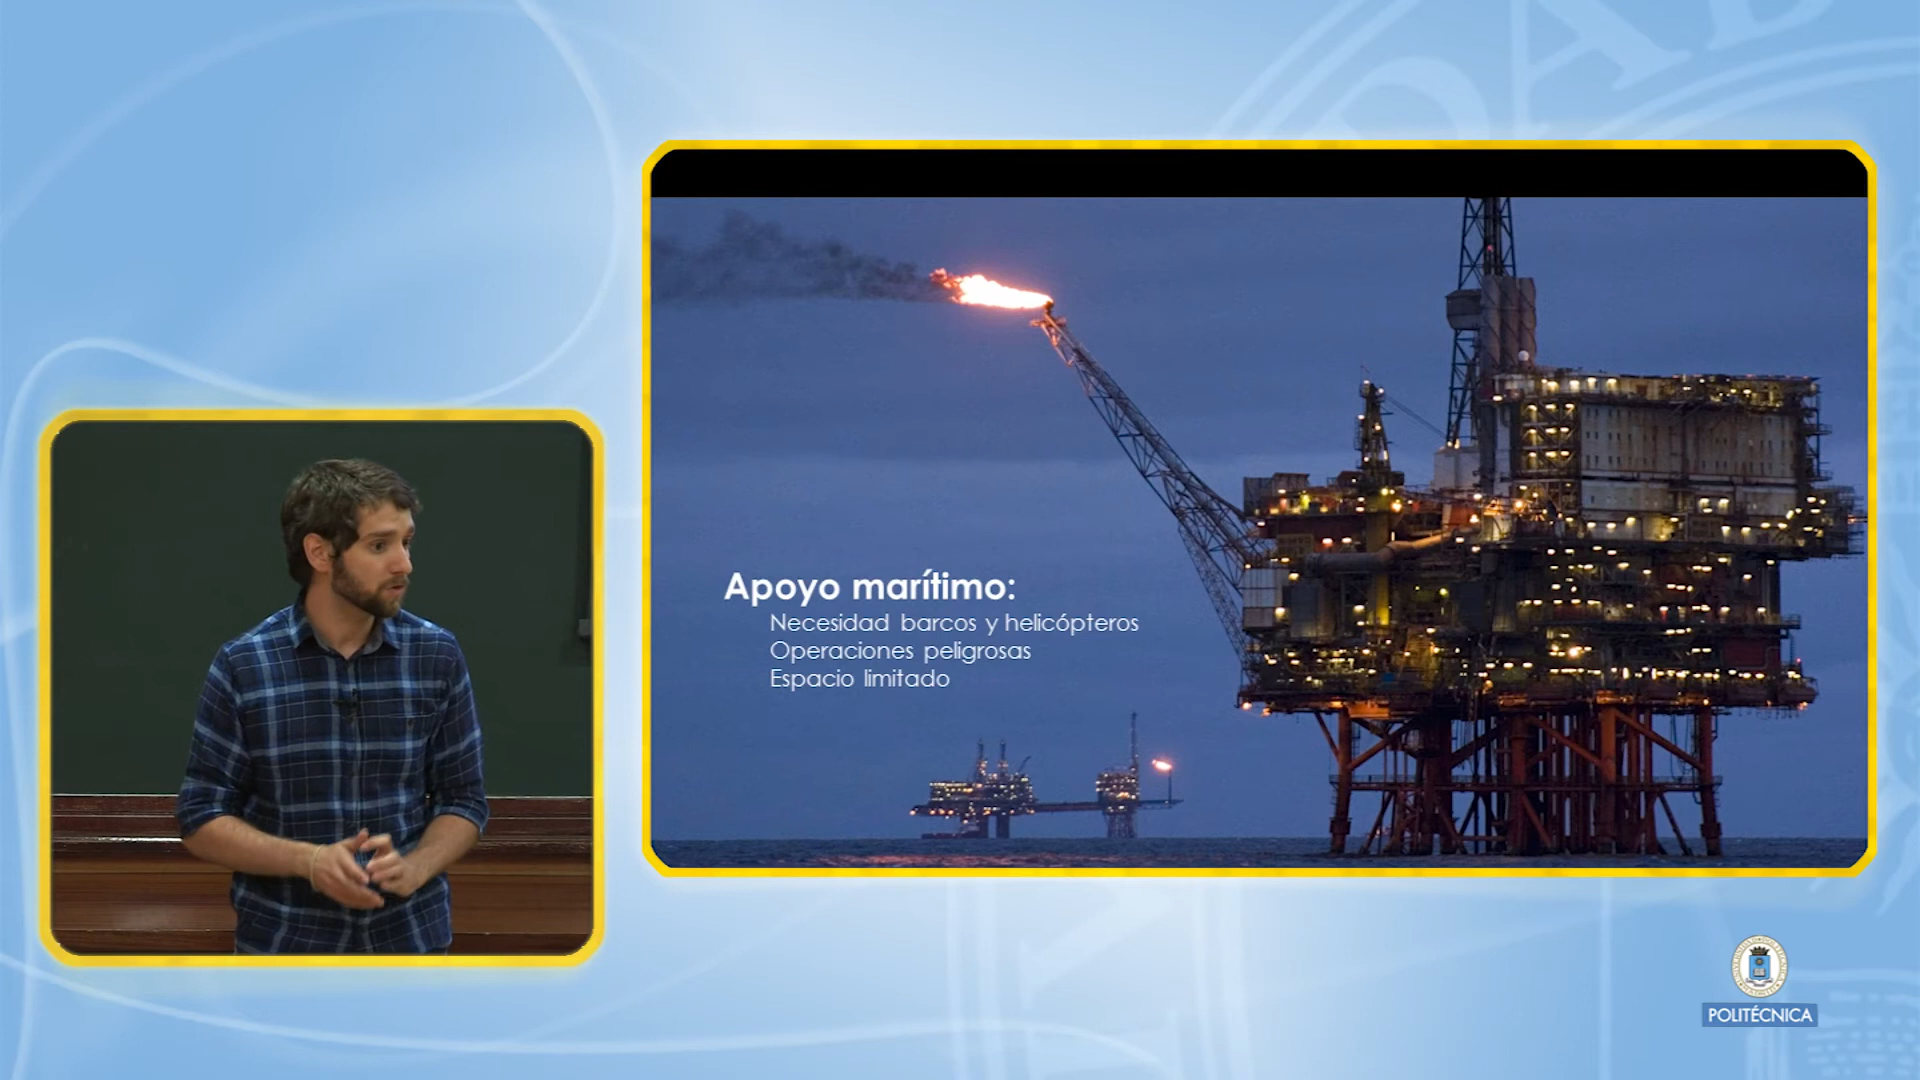 Apoyo marítimo:
Necesidad barcos y helicópteros
Operaciones peligrosas
Espacio limitado
POLITÉCNICA